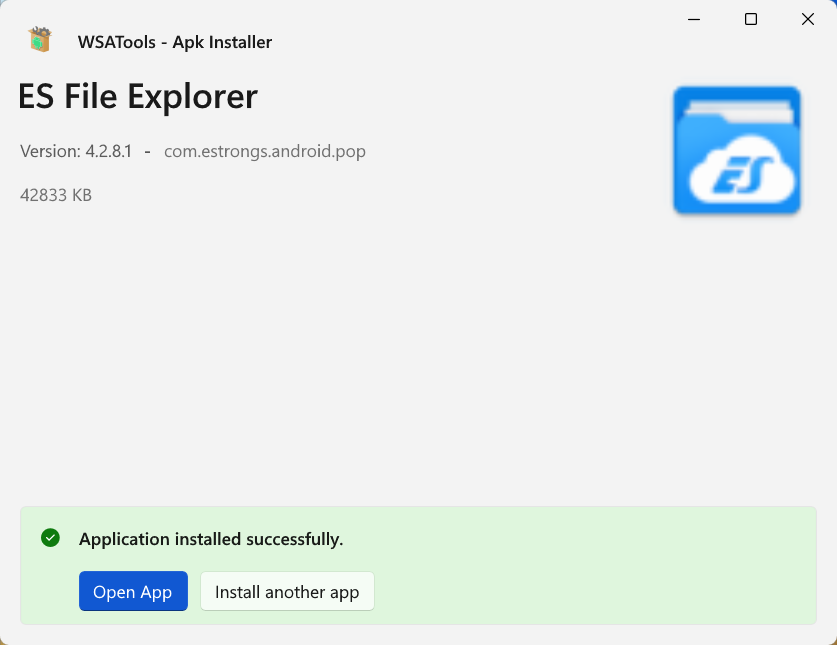 WSATools - Apk Installer
ES File Explorer
Version: 4.2.8.1 - com.estrongs.android.pop
42833 KB
ES
Application installed successfully.
Open App Install another app